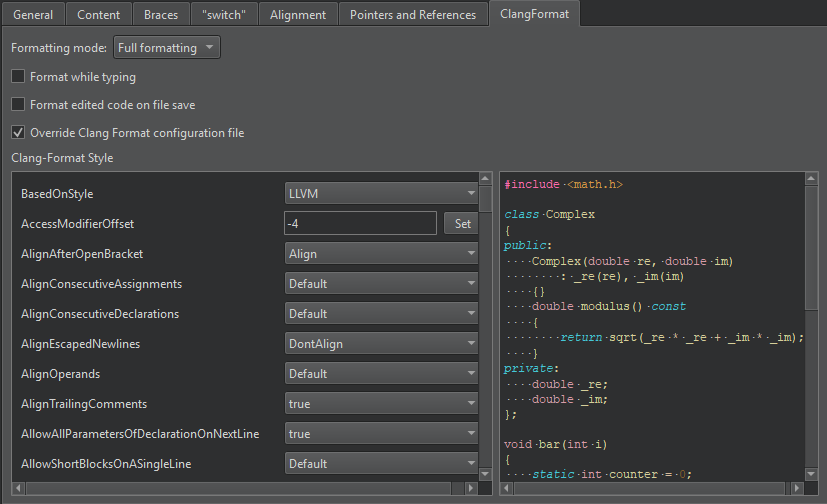 General Content Braces "switch" Alignment Pointers and References ClangFormat
Formatting mode: Full formatting
Format while typing
Format edited code on file save
Override Clang Format configuration file
Clang-Format Style
BasedOnStyle LLVM
AccessModifierOffset -4 Set
AlignAfterOpenBracket Align
AlignConsecutiveAssignments Default
AlignConsecutiveDeclarations Default
AlignEscapedNewlines DontAlign
AlignOperands Default
AlignTrailingComments true
AllowAllParametersOfDeclarationOnNextLine true
AllowShortBlocksOnASingleLine Default
#include <math.h>
class Complex
{
public:
    Complex(double re, double im)
        : _re(re), _im(im)
    {}
    double modulus() const
    {
        return sqrt(_re * _re + _im * _im);
    }
private:
    double _re;
    double _im;
};
void bar(int i)
{
    static int counter = 0;